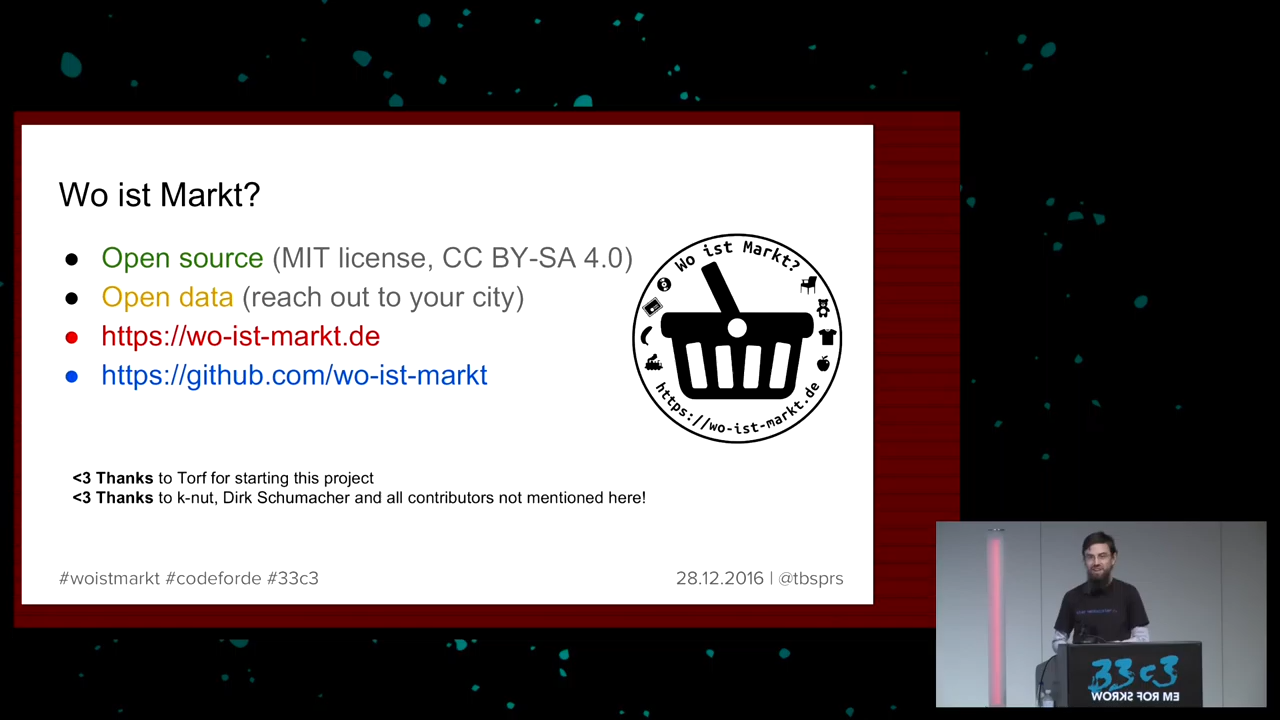 Wo ist Markt?
Open source (MIT license, CC BY-SA 4.0)
Open data (reach out to your city)
https://wo-ist-markt.de
https://github.com/wo-ist-markt
Wo ist Markt?
https://wo-ist-markt.de
<3 Thanks to Torf for starting this project
<3 Thanks to k-nut, Dirk Schumacher and all contributors not mentioned here!
#woistmarkt #codeforde #33c3
28.12.2016 | @tbsprs
33c3
WORKS FOR ME